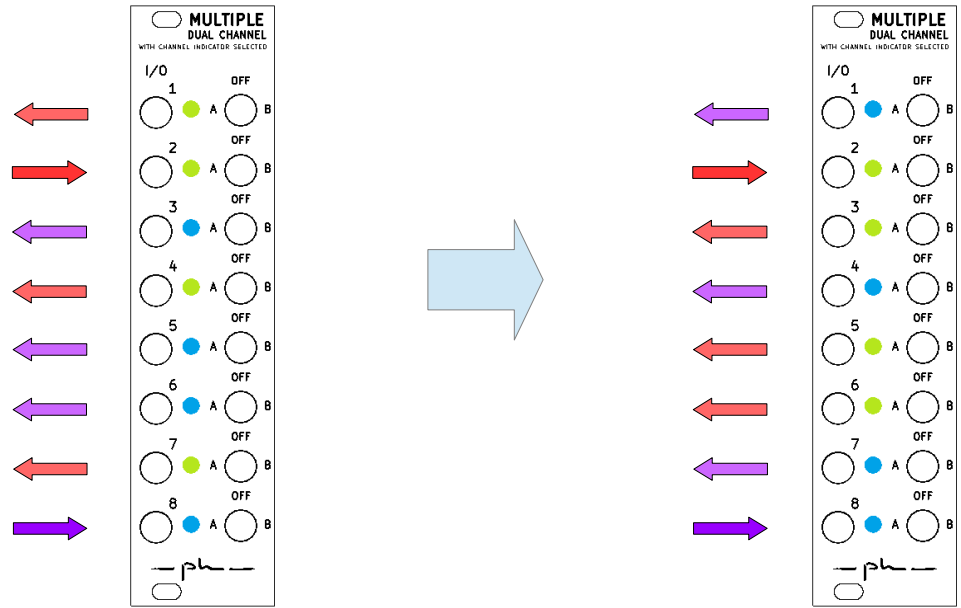 MULTIPLE
DUAL CHANNEL
WITH CHANNEL INDICATOR SELECTED
I/O
OFF
1 A B
OFF
2 A B
OFF
3 A B
OFF
4 A B
OFF
5 A B
OFF
6 A B
OFF
7 A B
OFF
8 A B
ph
MULTIPLE
DUAL CHANNEL
WITH CHANNEL INDICATOR SELECTED
I/O
OFF
1 A B
OFF
2 A B
OFF
3 A B
OFF
4 A B
OFF
5 A B
OFF
6 A B
OFF
7 A B
OFF
8 A B
ph